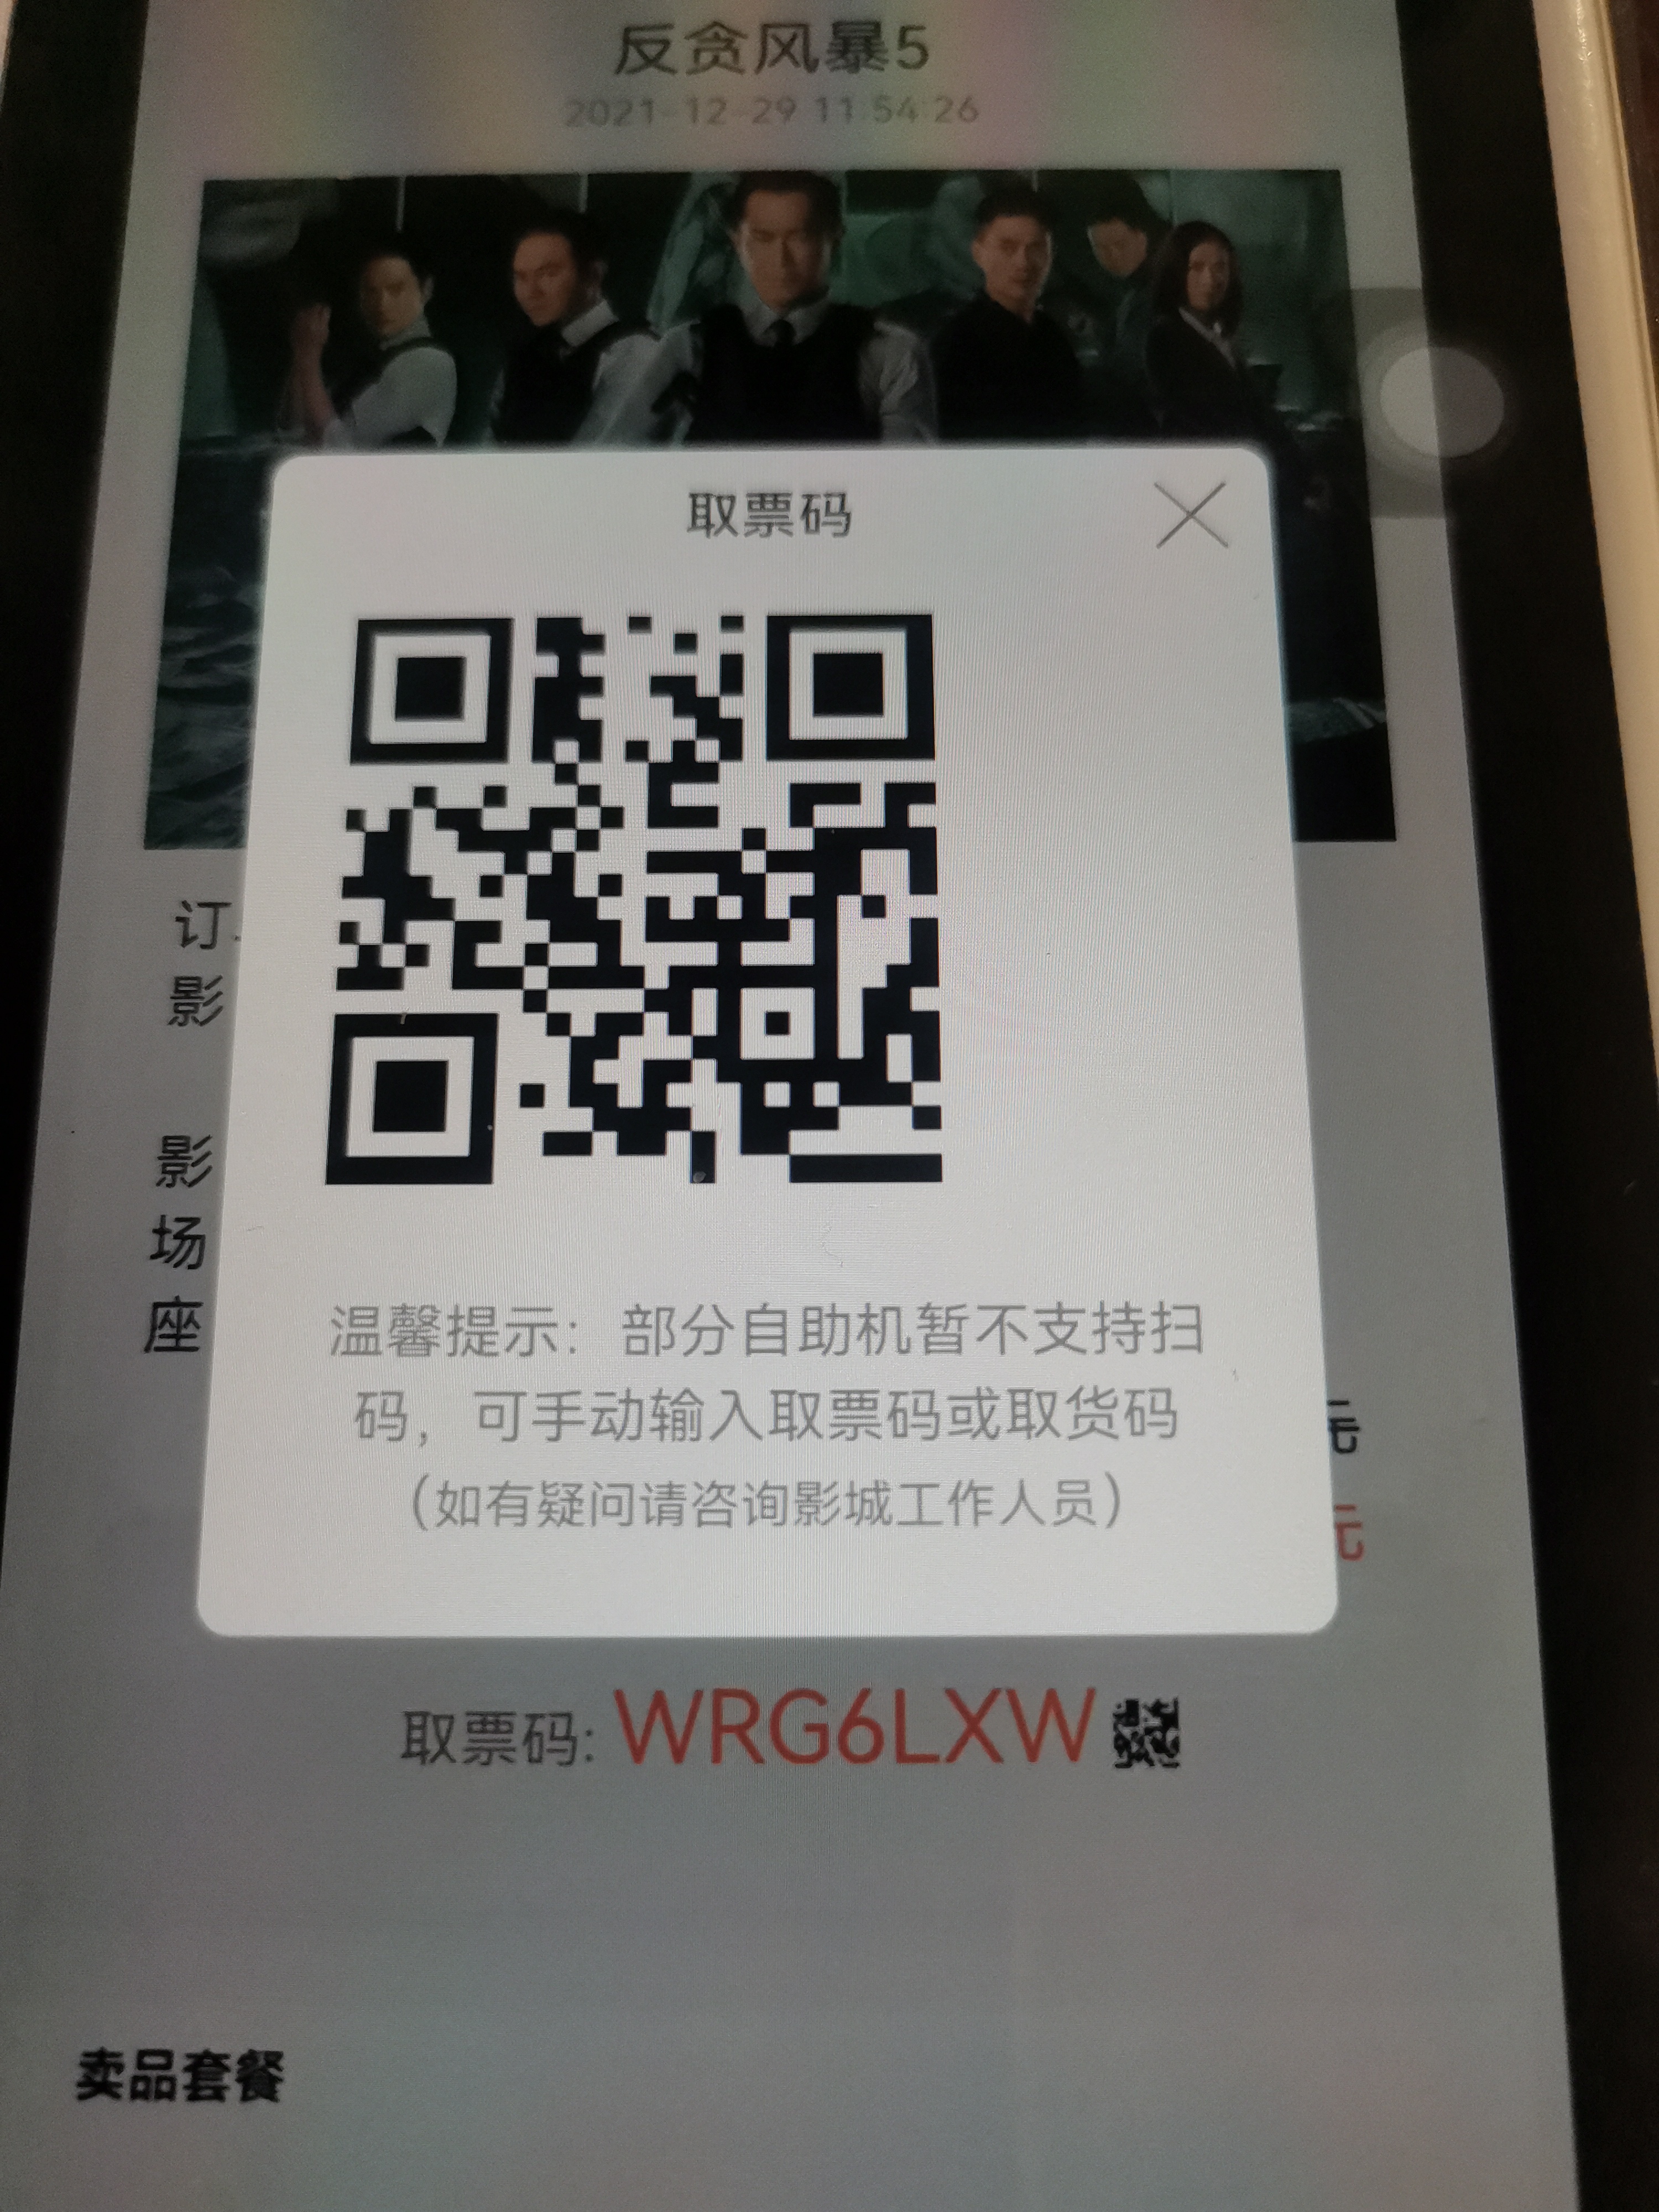 反贪风暴5
2021-12-29 11:54:26
取票码
订
影
影
场
座
温馨提示：部分自助机暂不支持扫
码，可手动输入取票码或取货码
（如有疑问请咨询影城工作人员）
元
元
取票码: WRG6LXW
卖品套餐